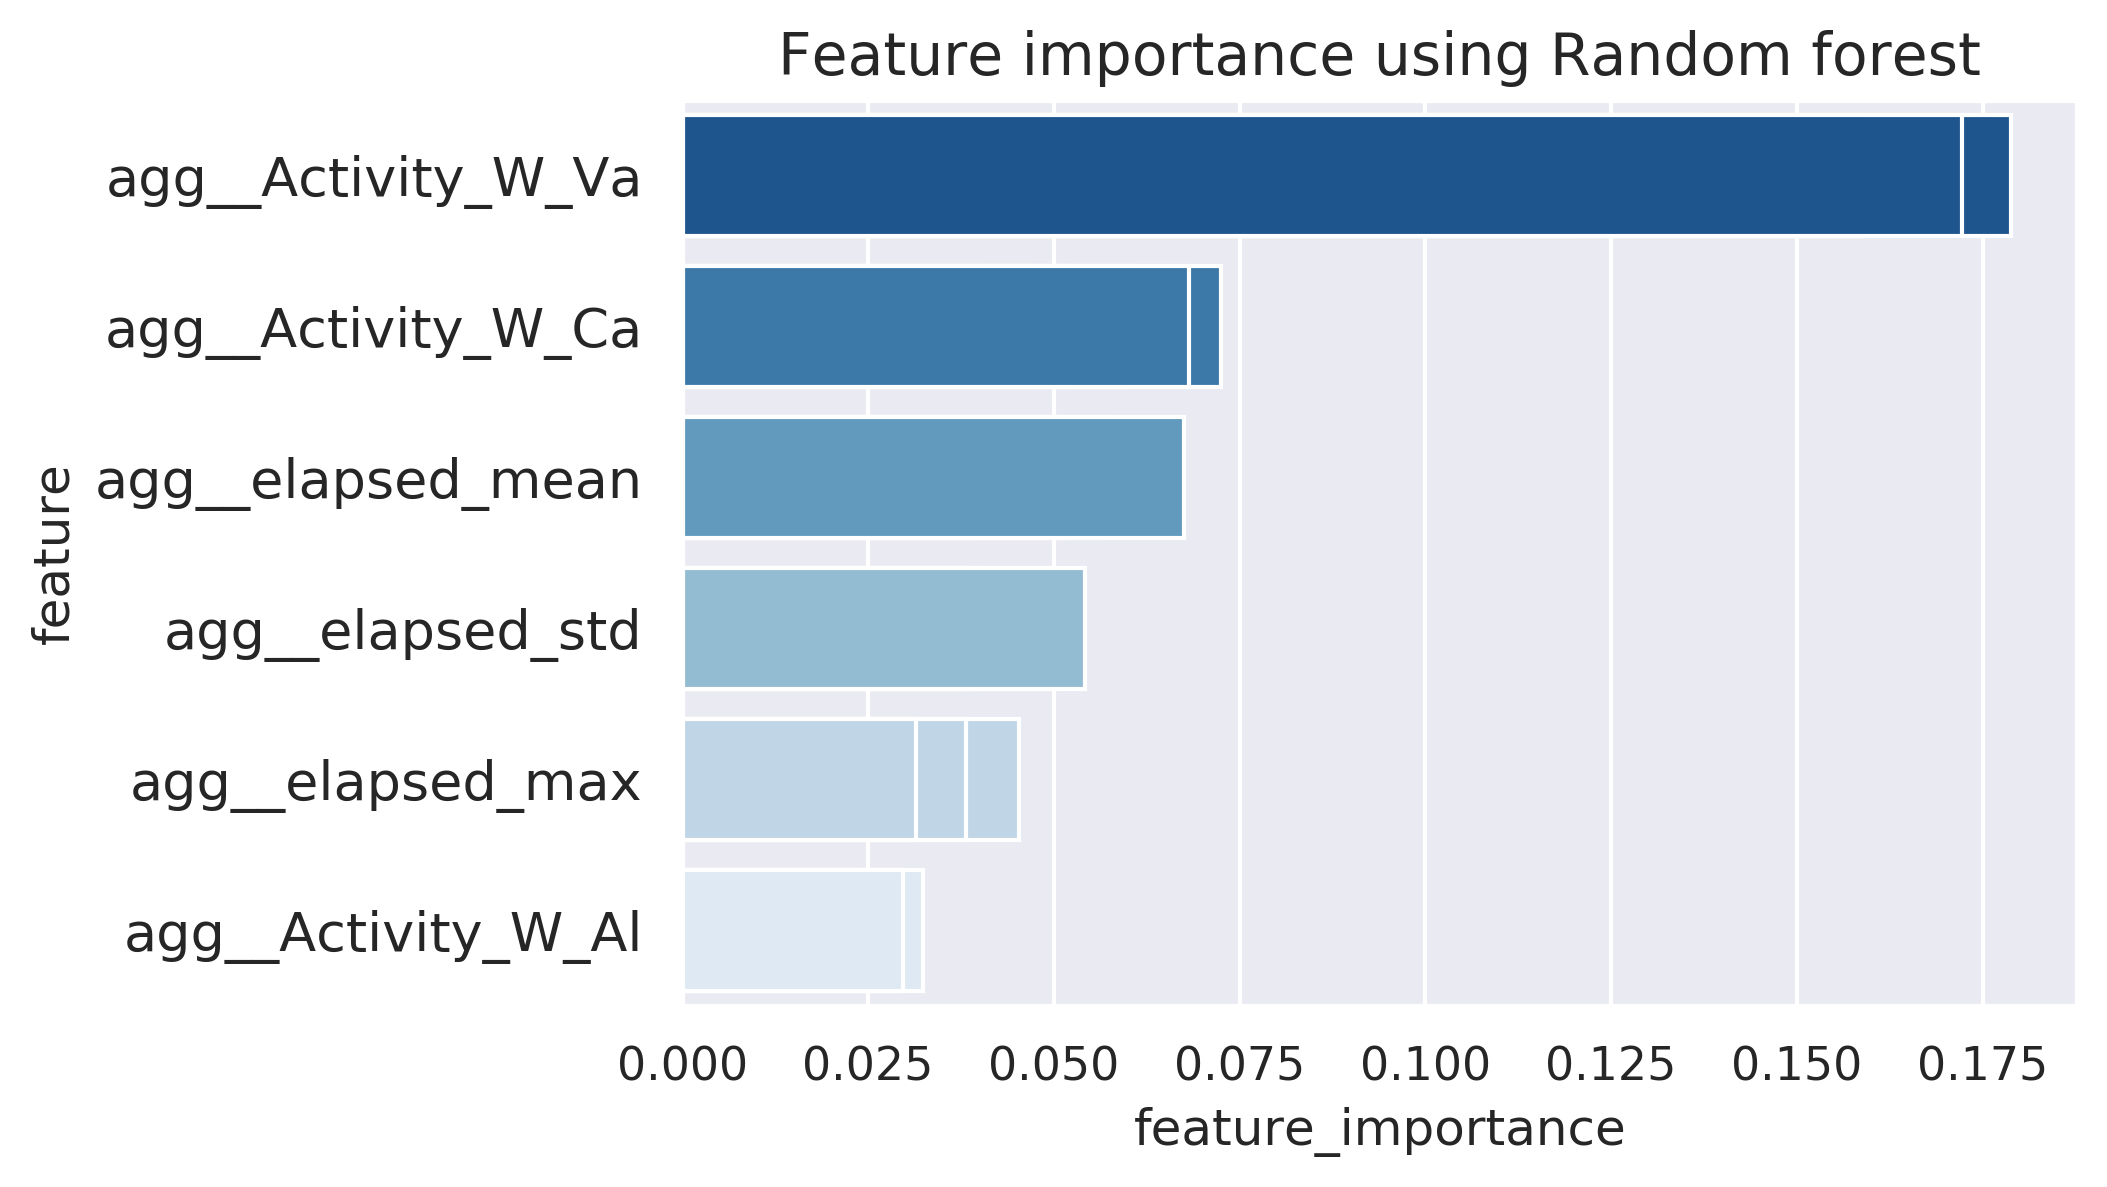 Feature importance using Random forest
feature
agg__Activity_W_Va
agg__Activity_W_Ca
agg__elapsed_mean
agg__elapsed_std
agg__elapsed_max
agg__Activity_W_Al
0.000 0.025 0.050 0.075 0.100 0.125 0.150 0.175
feature_importance